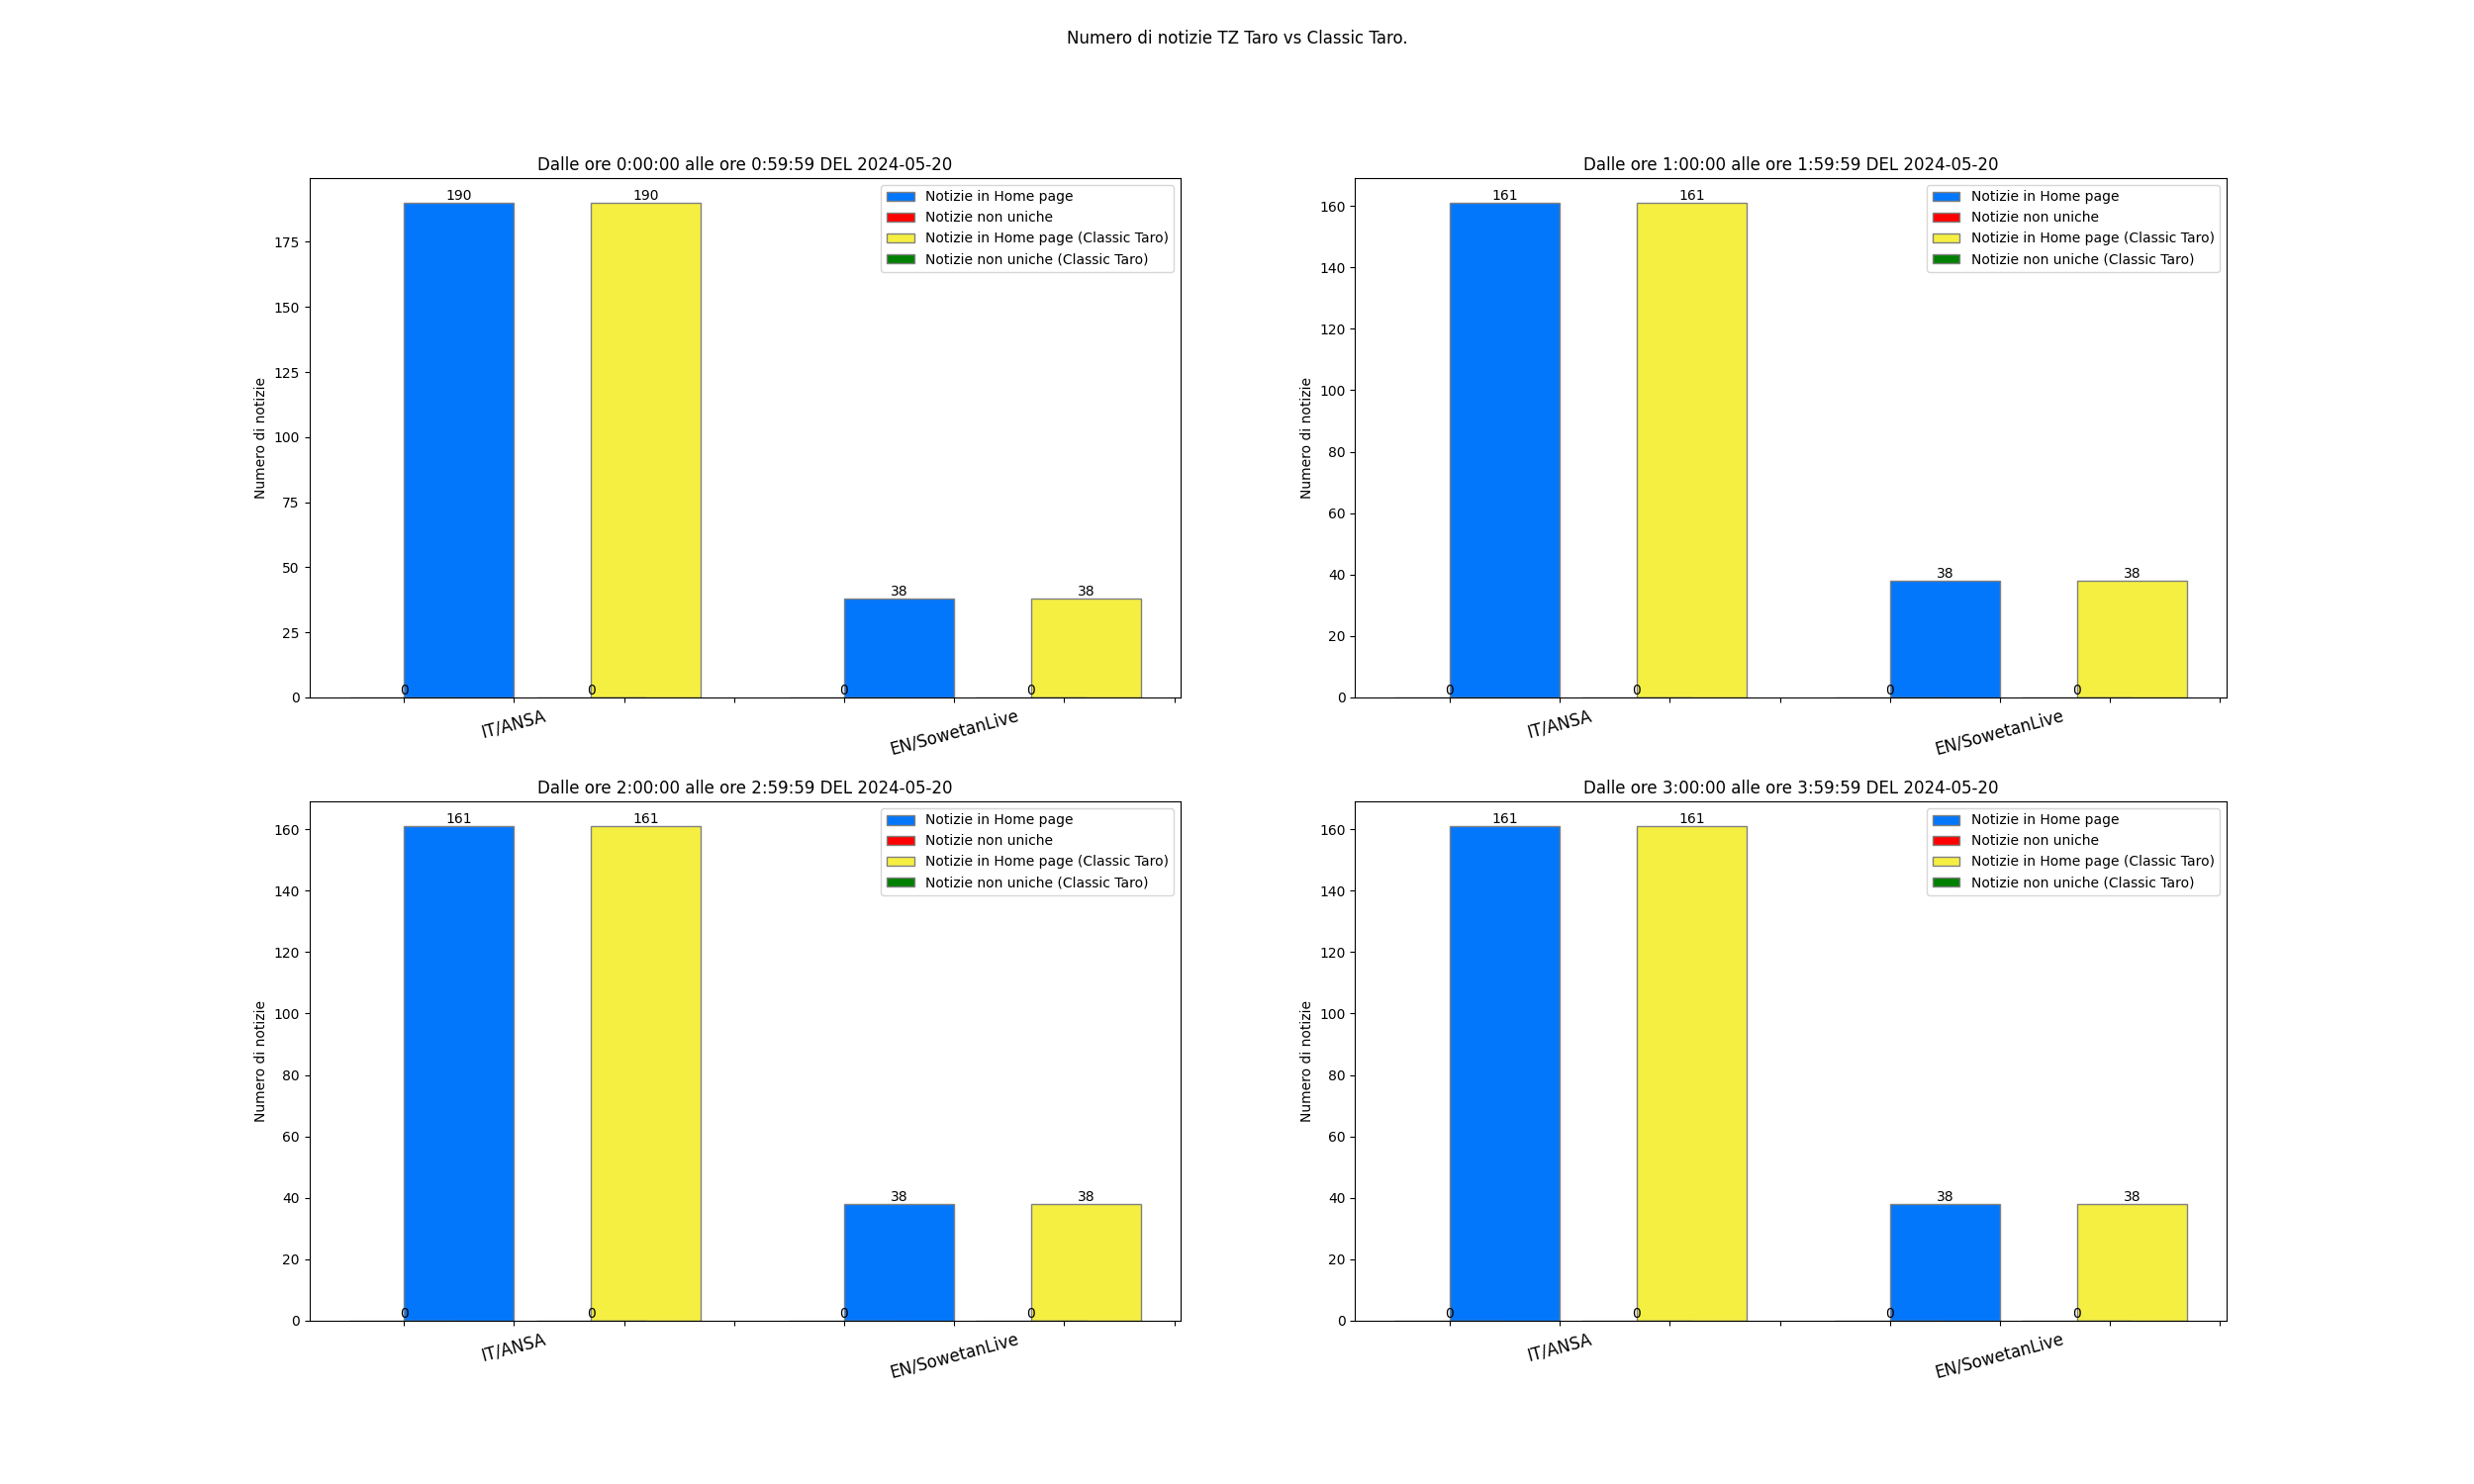 Numero di notizie TZ Taro vs Classic Taro.
Dalle ore 0:00:00 alle ore 0:59:59 DEL 2024-05-20
Numero di notizie
175
150
125
100
75
50
25
0
190
190
38
38
0
0
0
0
Notizie in Home page
Notizie non uniche
Notizie in Home page (Classic Taro)
Notizie non uniche (Classic Taro)
IT/ANSA
EN/SowetanLive
Dalle ore 1:00:00 alle ore 1:59:59 DEL 2024-05-20
Numero di notizie
160
140
120
100
80
60
40
20
0
161
161
38
38
0
0
0
0
Notizie in Home page
Notizie non uniche
Notizie in Home page (Classic Taro)
Notizie non uniche (Classic Taro)
IT/ANSA
EN/SowetanLive
Dalle ore 2:00:00 alle ore 2:59:59 DEL 2024-05-20
Numero di notizie
160
140
120
100
80
60
40
20
0
161
161
38
38
0
0
0
0
Notizie in Home page
Notizie non uniche
Notizie in Home page (Classic Taro)
Notizie non uniche (Classic Taro)
IT/ANSA
EN/SowetanLive
Dalle ore 3:00:00 alle ore 3:59:59 DEL 2024-05-20
Numero di notizie
160
140
120
100
80
60
40
20
0
161
161
38
38
0
0
0
0
Notizie in Home page
Notizie non uniche
Notizie in Home page (Classic Taro)
Notizie non uniche (Classic Taro)
IT/ANSA
EN/SowetanLive